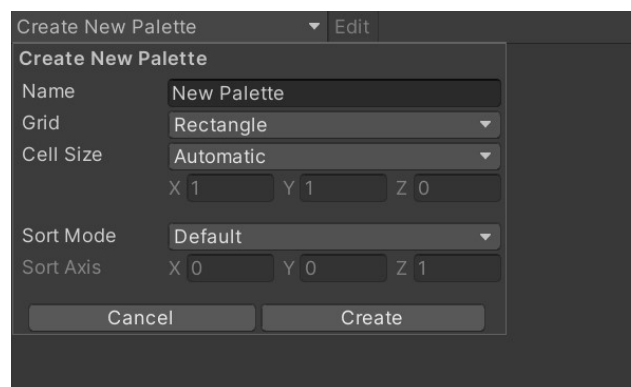 Create New Palette Edit
Create New Palette
Name New Palette
Grid Rectangle
Cell Size Automatic
X 1 Y 1 Z 0
Sort Mode Default
Sort Axis X 0 Y 0 Z 1
Cancel Create